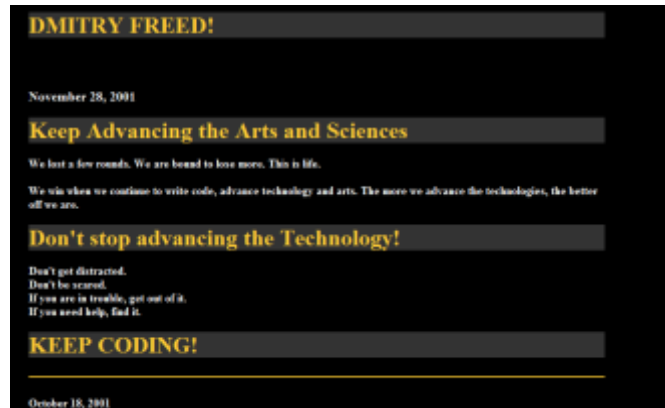 DMITRY FREED!
November 28, 2001
Keep Advancing the Arts and Sciences
We lost a few rounds. We are bound to lose more. This is life.
We win when we continue to write code, advance technology and arts. The more we advance the technologies, the better
off we are.
Don't stop advancing the Technology!
Don't get distracted.
Don't be scared.
If you are in trouble, get out of it.
If you need help, find it.
KEEP CODING!
October 18, 2001